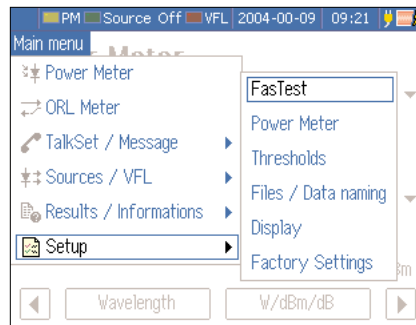 PM Source Off VFL 2004-00-09 09:21
Main menu
Meter
Power Meter
ORL Meter
TalkSet / Message
Sources / VFL
Results / Informations
Setup
FasTest
Power Meter
Thresholds
Files / Data naming
Display
Factory Settings
Wavelength
W/dBm/dB